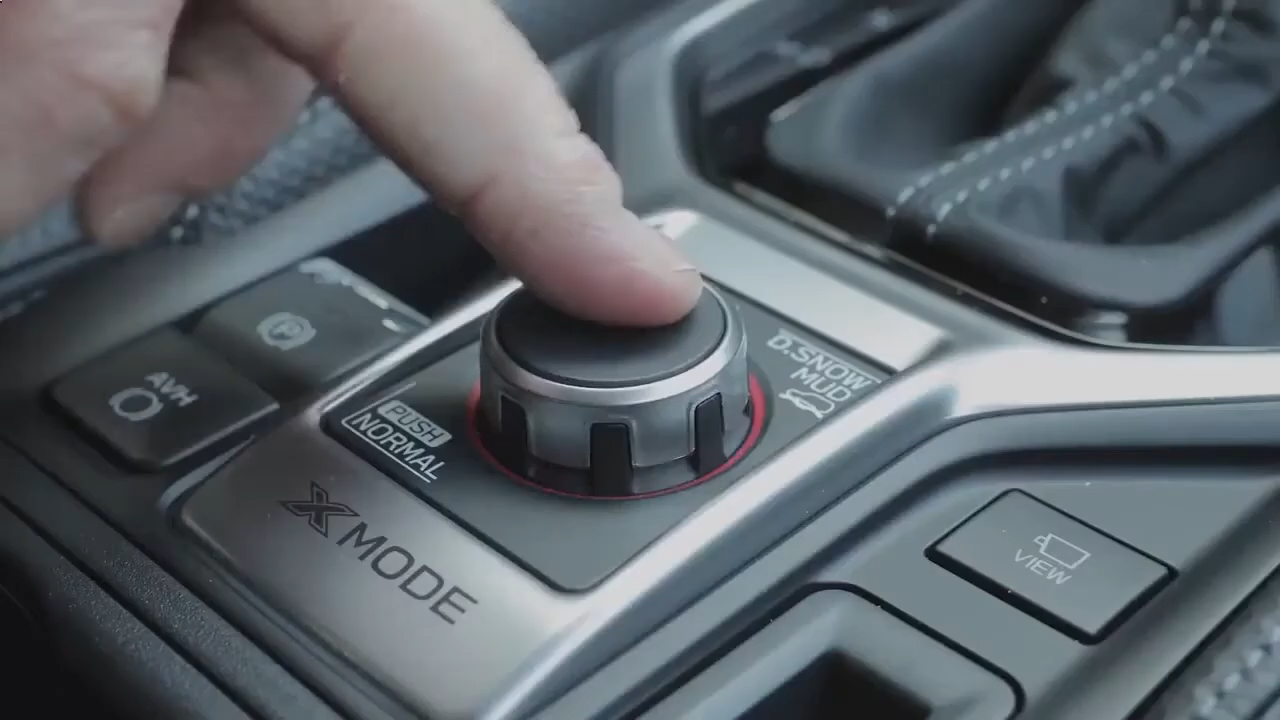 AVH
P
PUSH
NORMAL
X MODE
D.SNOW
MUD
VIEW